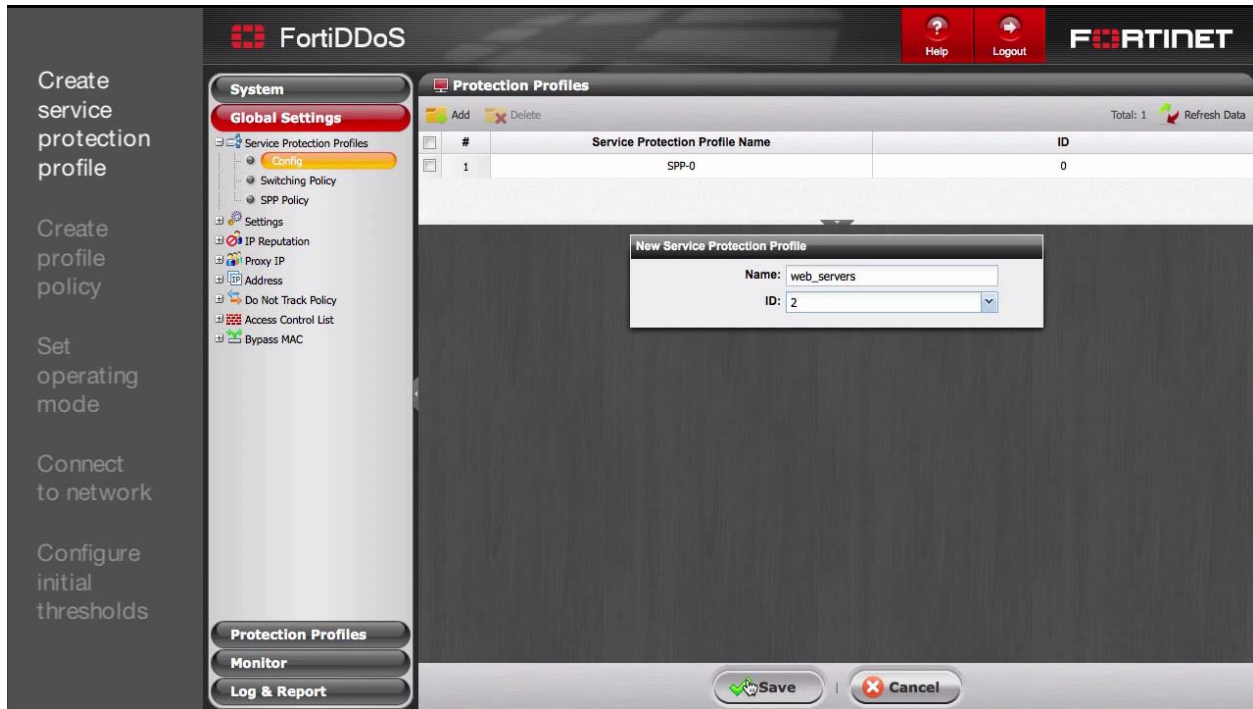 Create
service
protection
profile
Create
profile
policy
Set
operating
mode
Connect
to network
Configure
initial
thresholds
FortiDDoS
Help
Logout
FORTINET
System
Global Settings
Service Protection Profiles
Config
Switching Policy
SPP Policy
Settings
IP Reputation
Proxy IP
IP Address
Do Not Track Policy
Access Control List
Bypass MAC
Protection Profiles
Monitor
Log & Report
Protection Profiles
Add Delete Total: 1 Refresh Data
# Service Protection Profile Name ID
1 SPP-0 0
New Service Protection Profile
Name: web_servers
ID: 2
Save | Cancel